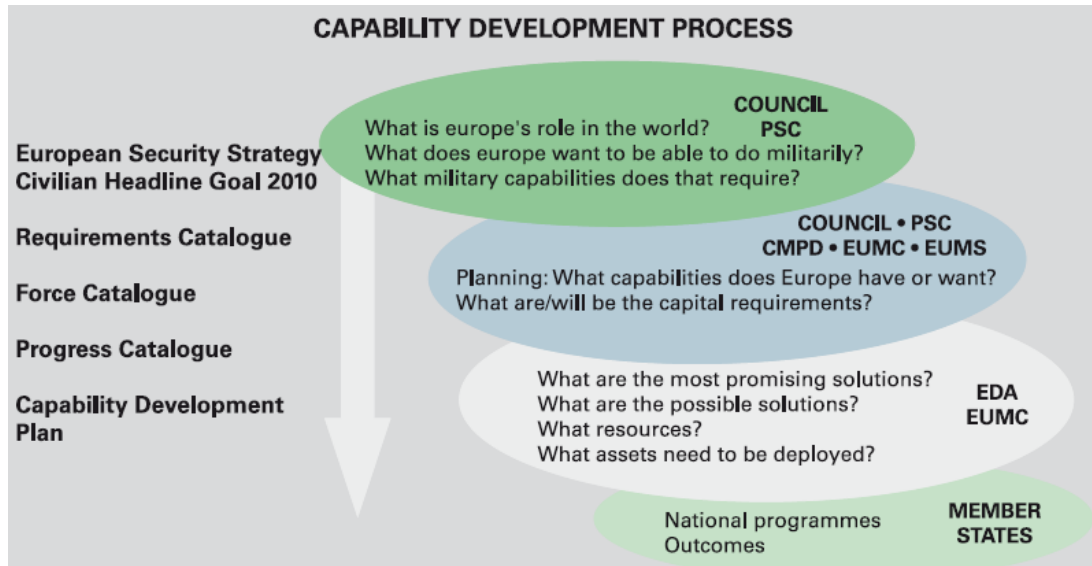 CAPABILITY DEVELOPMENT PROCESS
European Security Strategy
Civilian Headline Goal 2010
Requirements Catalogue
Force Catalogue
Progress Catalogue
Capability Development
Plan
COUNCIL
PSC
What is europe's role in the world?
What does europe want to be able to do militarily?
What military capabilities does that require?
COUNCIL • PSC
CMPD • EUMC • EUMS
Planning: What capabilities does Europe have or want?
What are/will be the capital requirements?
What are the most promising solutions?
What are the possible solutions?
What resources?
What assets need to be deployed?
EDA
EUMC
National programmes
Outcomes
MEMBER
STATES